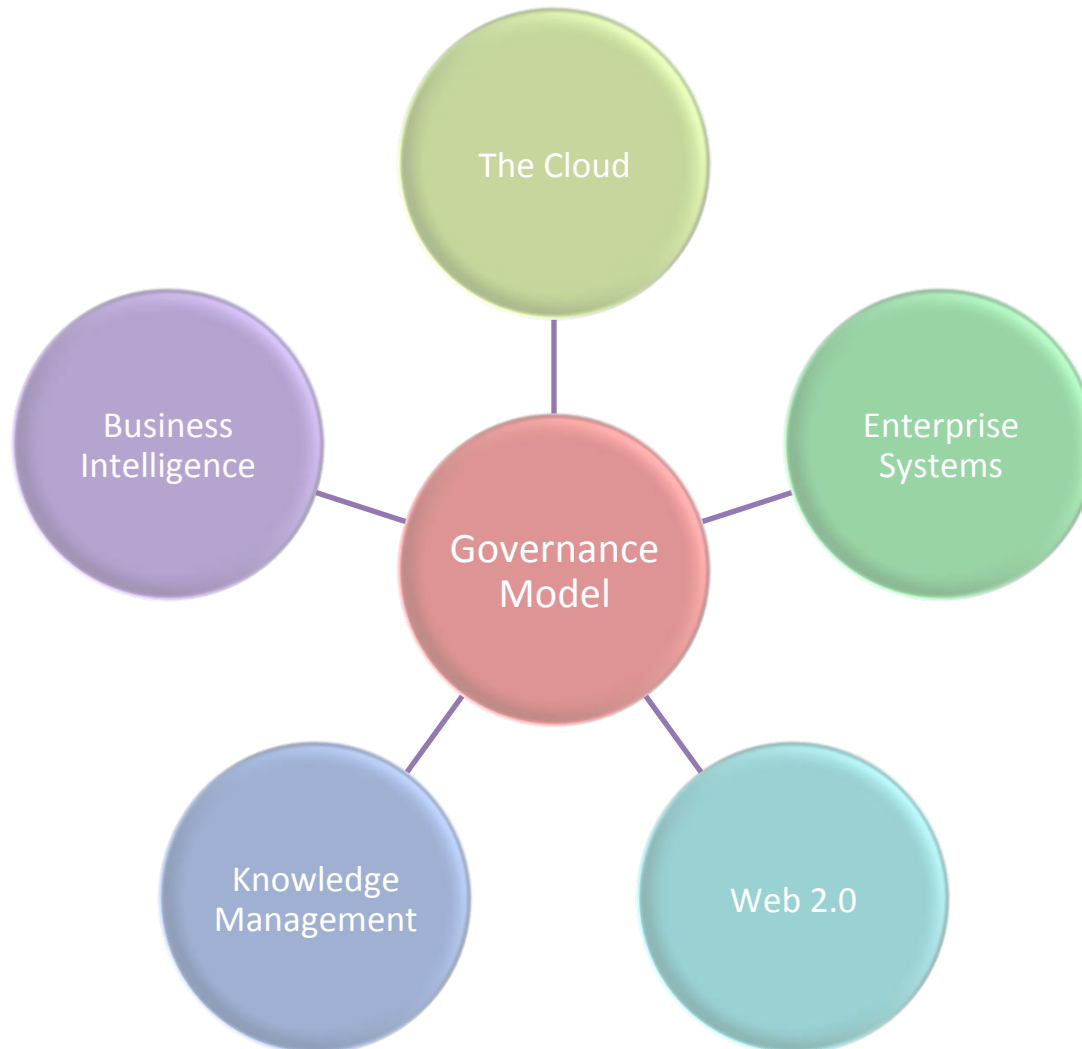 The Cloud
Business
Intelligence
Enterprise
Systems
Governance
Model
Knowledge
Management
Web 2.0